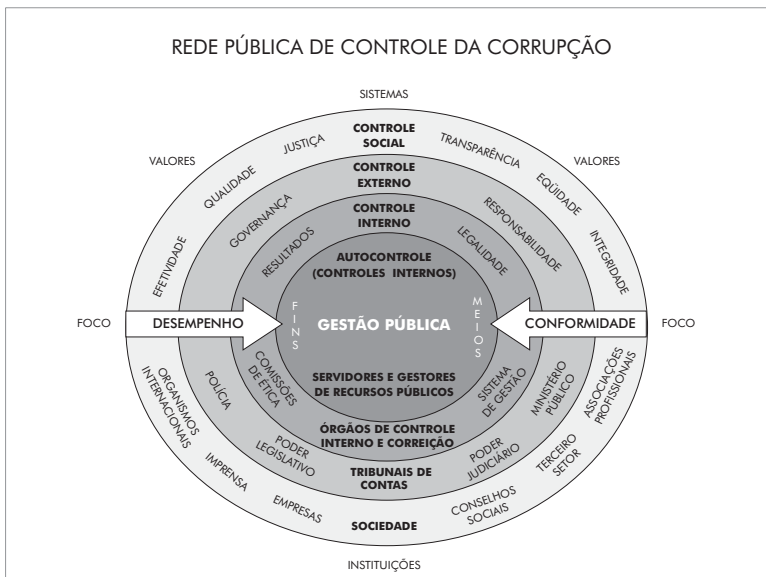 REDE PÚBLICA DE CONTROLE DA CORRUPÇÃO
SISTEMAS
VALORES
VALORES
CONTROLE
SOCIAL
EFETIVIDADE
QUALIDADE
JUSTIÇA
TRANSPARÊNCIA
EQÜIDADE
INTEGRIDADE
CONTROLE
EXTERNO
GOVERNANÇA
RESPONSABILIDADE
CONTROLE
INTERNO
RESULTADOS
LEGALIDADE
AUTOCONTROLE
(CONTROLES INTERNOS)
FOCO
DESEMPENHO
FINS
GESTÃO PÚBLICA
MEIOS
CONFORMIDADE
FOCO
SERVIDORES E GESTORES
DE RECURSOS PÚBLICOS
COMISSÕES
DE ÉTICA
SISTEMA
DE GESTÃO
ÓRGÃOS DE CONTROLE
INTERNO E CORREIÇÃO
POLÍCIA
PODER
LEGISLATIVO
TRIBUNAIS DE
CONTAS
PODER
JUDICIÁRIO
MINISTÉRIO
PÚBLICO
ORGANISMOS
INTERNACIONAIS
IMPRENSA
EMPRESAS
SOCIEDADE
CONSELHOS
SOCIAIS
TERCEIRO
SETOR
ASSOCIAÇÕES
PROFISSIONAIS
INSTITUIÇÕES